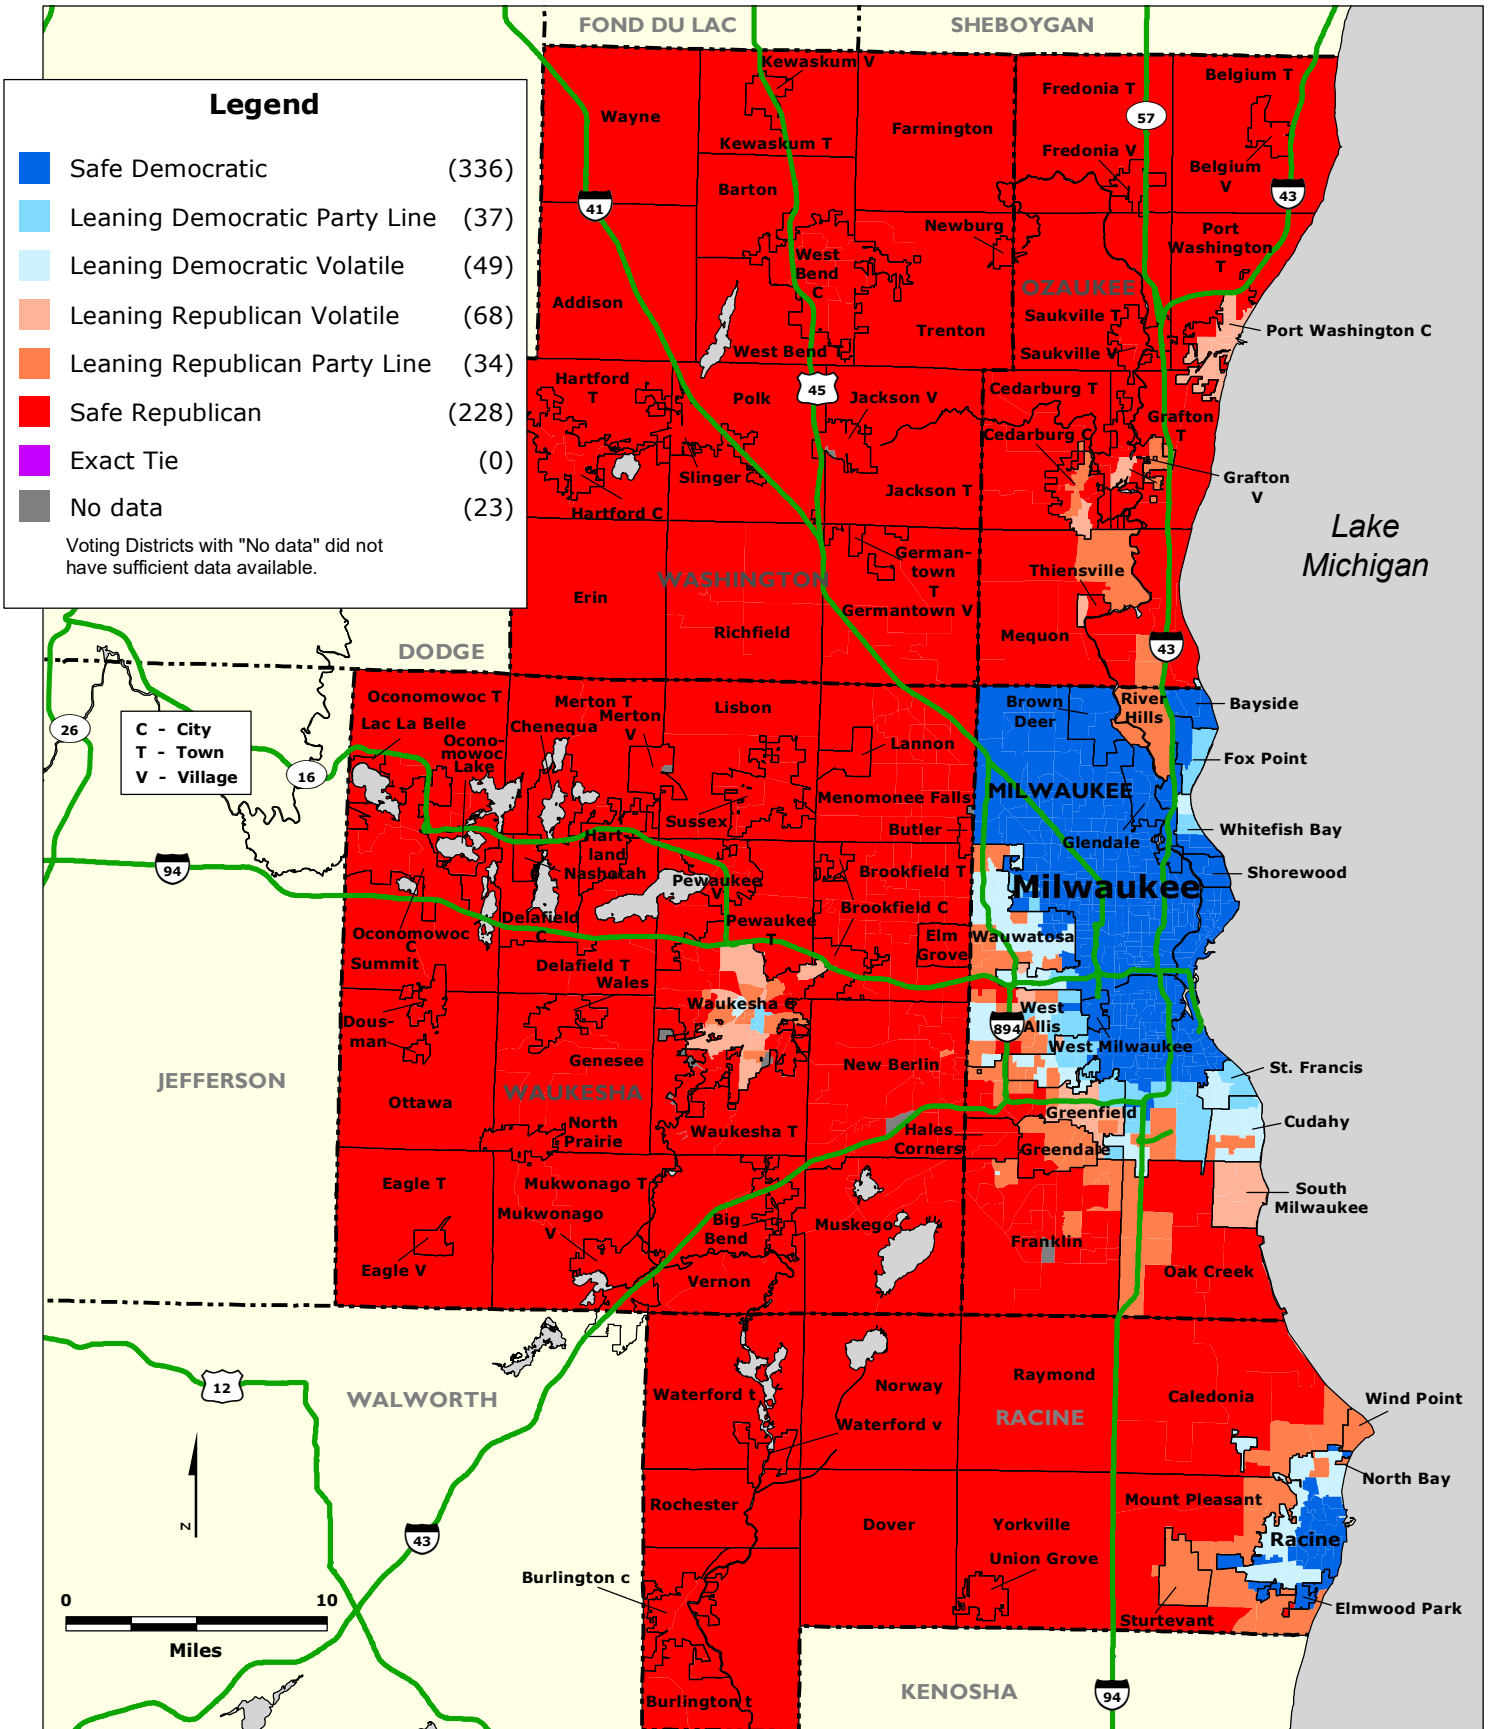 FOND DU LAC
SHEBOYGAN
Legend
Safe Democratic (336)
Leaning Democratic Party Line (37)
Leaning Democratic Volatile (49)
Leaning Republican Volatile (68)
Leaning Republican Party Line (34)
Safe Republican (228)
Exact Tie (0)
No data (23)
Voting Districts with "No data" did not
have sufficient data available.
Kewaskum V
Wayne
Kewaskum T
Farmington
Fredonia T
57
Belgium T
Fredonia V
Belgium
V
43
Barton
41
Newburg
Port
Washington
T
West
Bend
C
OZAUKEE
Addison
Saukville T
Trenton
Port Washington C
West Bend T
Saukville V
Hartford
T
45
Polk
Jackson V
Cedarburg T
Grafton
T
Cedarburg C
Slinger
Jackson T
Grafton
V
Hartford C
Lake
Michigan
German-
town
T
Thiensville
WASHINGTON
Erin
Germantown V
Richfield
Mequon
43
DODGE
Oconomowoc T
Merton T
Lisbon
Brown
Deer
River
Hills
Bayside
26
C - City
T - Town
V - Village
Lac La Belle
Chenequa
Merton
V
Ocono-
mowoc
Lake
Lannon
Fox Point
16
MILWAUKEE
Menomonee Falls
Sussex
Butler
Whitefish Bay
Hart-
land
Glendale
94
Nashotah
Pewaukee
V
Brookfield T
Shorewood
Milwaukee
Brookfield C
Delafield
C
Pewaukee
T
Oconomowoc
C
Elm
Grove
Wauwatosa
Summit
Delafield T
Wales
Waukesha C
West
Allis
Dous-
man
894
West Milwaukee
Genesee
New Berlin
St. Francis
JEFFERSON
WAUKESHA
Ottawa
Greenfield
Cudahy
North
Prairie
Waukesha T
Hales
Corners
Greendale
Eagle T
Mukwonago T
South
Milwaukee
Mukwonago
V
Big
Bend
Muskego
Franklin
Eagle V
Vernon
Oak Creek
12
WALWORTH
Waterford t
Norway
Raymond
Caledonia
Wind Point
RACINE
Waterford v
North Bay
Rochester
Mount Pleasant
N
Dover
Yorkville
43
Racine
Union Grove
Burlington c
0 10
Miles
Elmwood Park
Sturtevant
KENOSHA
Burlington t
94